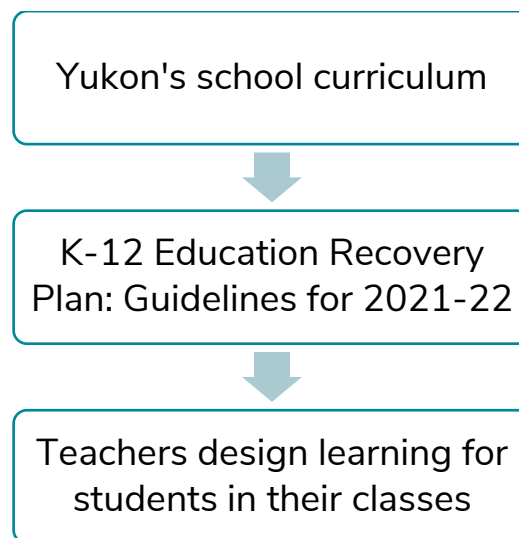 Yukon's school curriculum
K-12 Education Recovery
Plan: Guidelines for 2021-22
Teachers design learning for
students in their classes